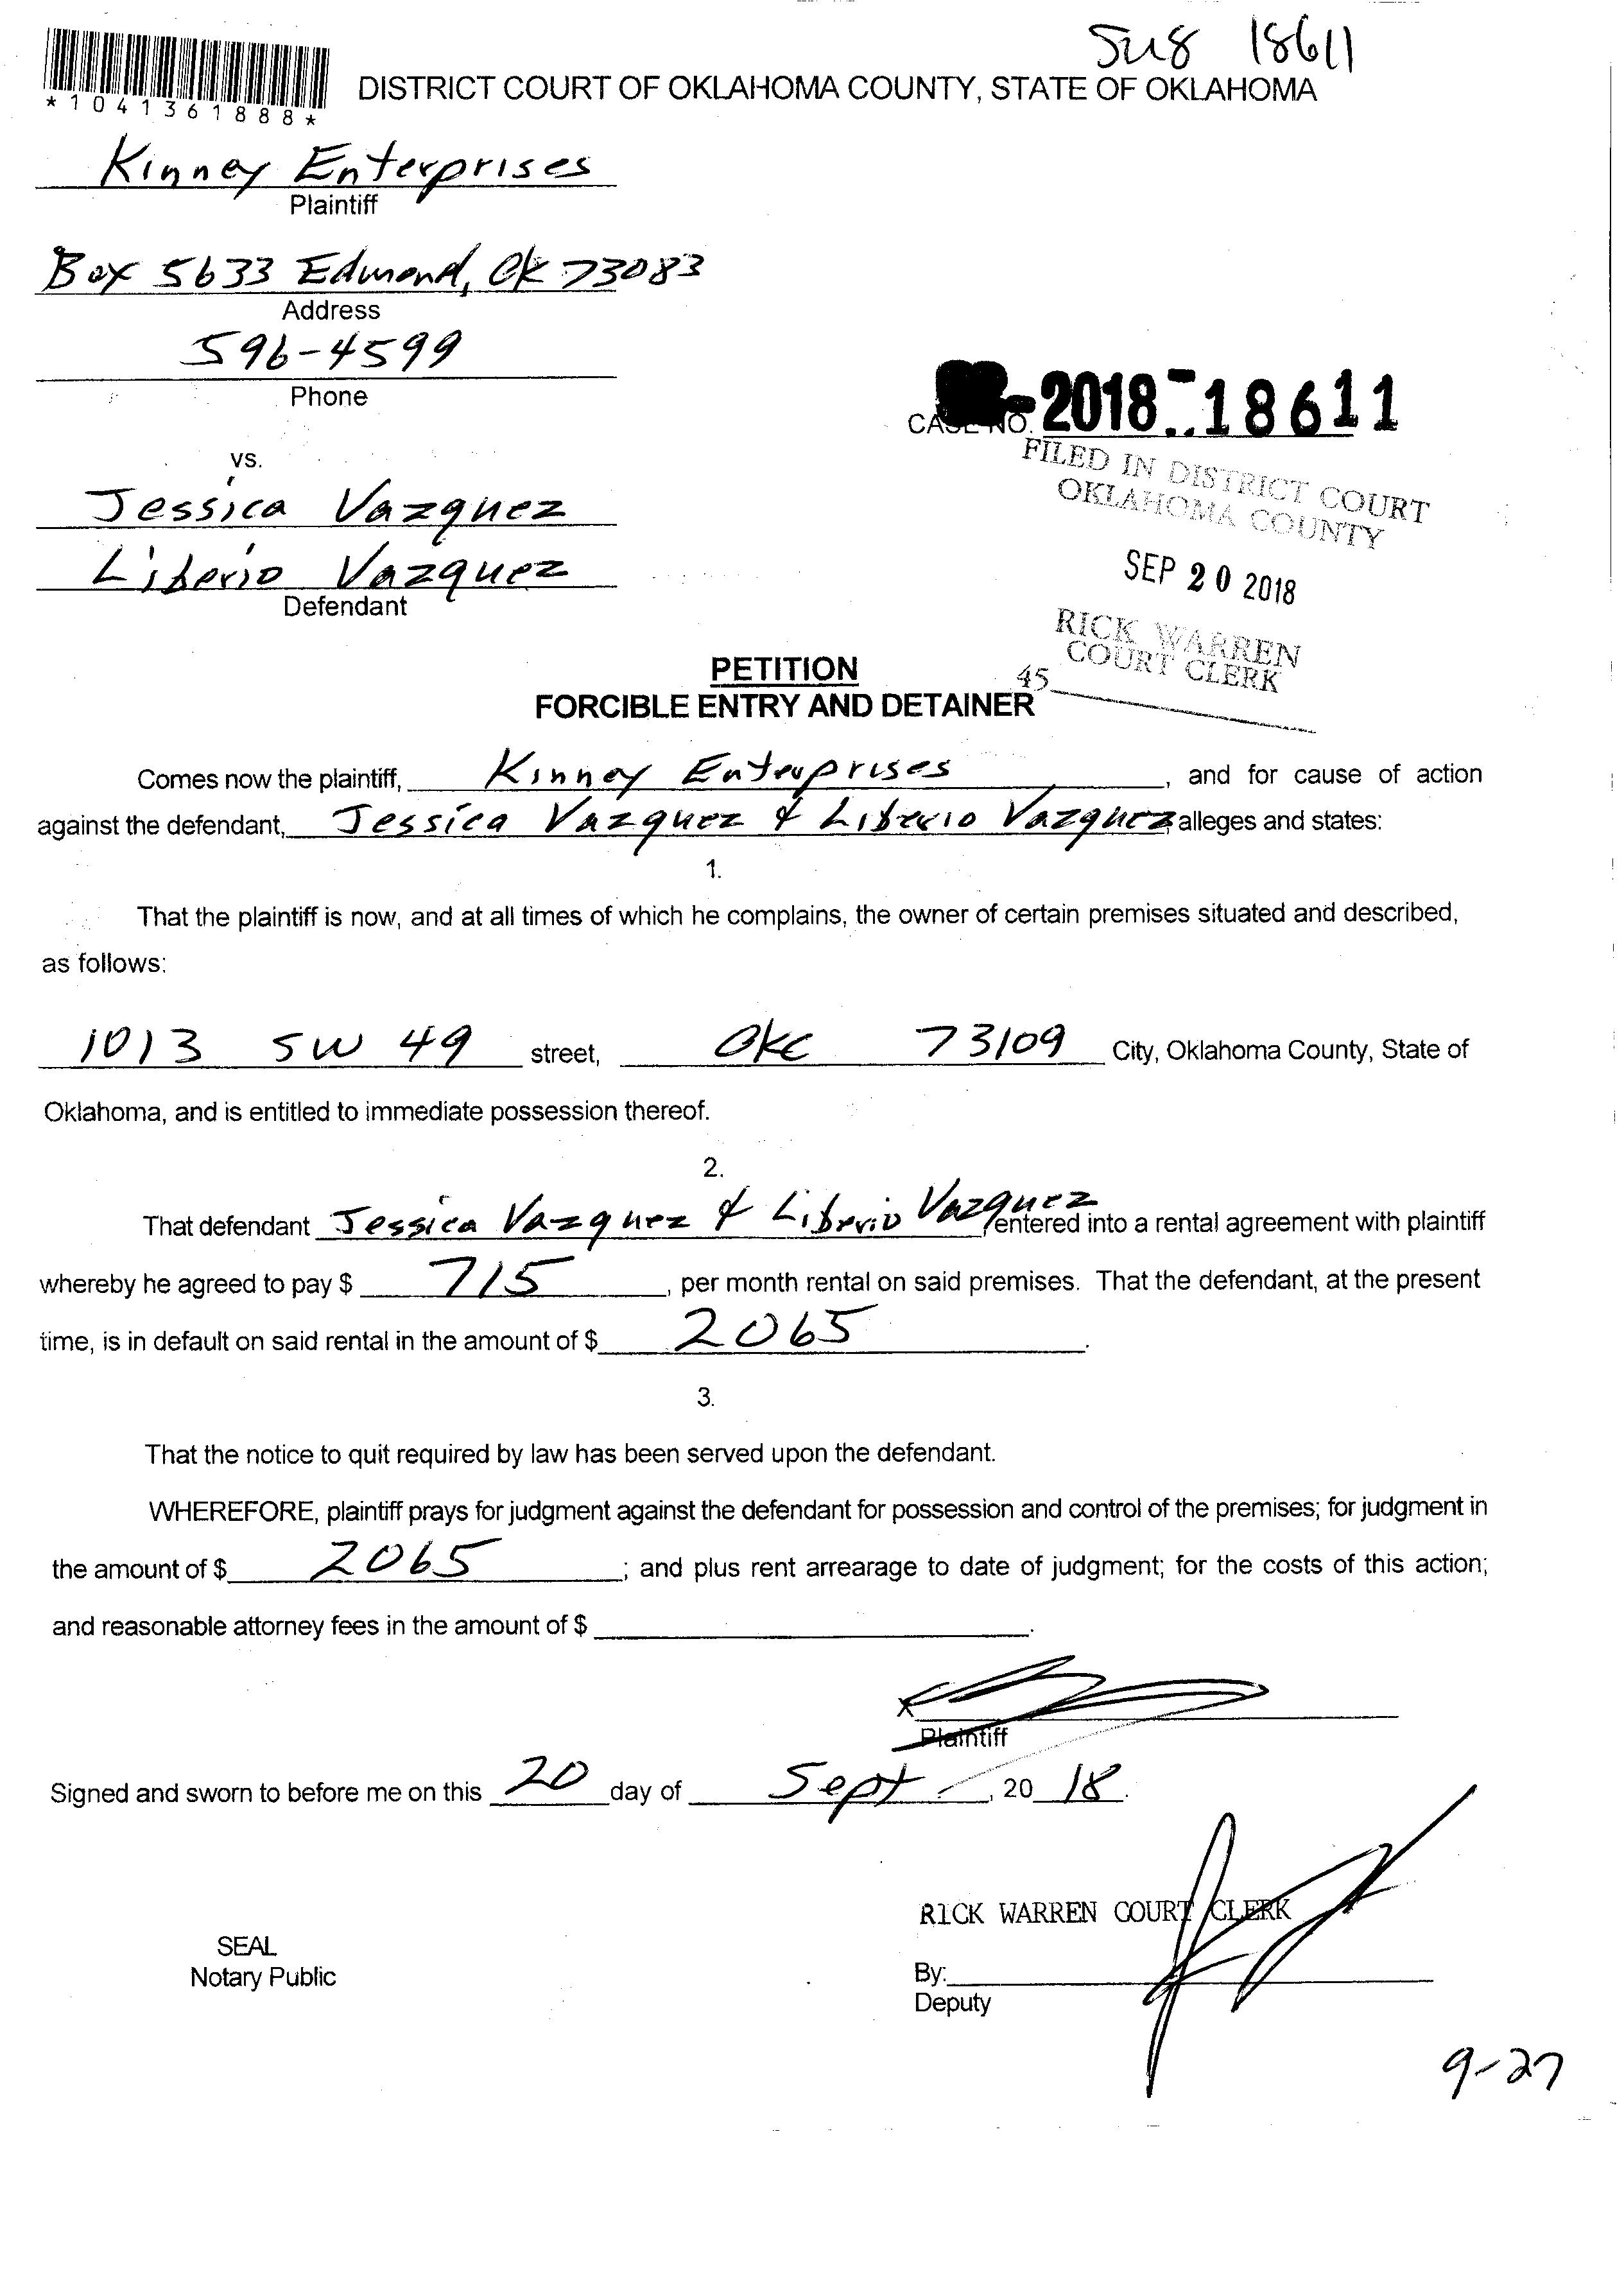 18611
DISTRICT COURT OF OKLAHOMA COUNTY, STATE OF OKLAHOMA
*1041361888*
Kinney Enterprises
Plaintiff
Box 5633 Edmond, OK 73083
Address
596-4599
Phone
CASE NO. -2018-18611
FILED IN DISTRICT COURT
OKLAHOMA COUNTY
vs.
Jessica Vazquez
Liberio Vazquez
Defendant
SEP 20 2018
RICK WARREN
COURT CLERK
45
PETITION
FORCIBLE ENTRY AND DETAINER
Comes now the plaintiff, Kinney Enterprises, and for cause of action
against the defendant, Jessica Vazquez & Liberio Vazquez alleges and states:
1.
That the plaintiff is now, and at all times of which he complains, the owner of certain premises situated and described,
as follows:
1013 SW 49 street, OKC 73109 City, Oklahoma County, State of
Oklahoma, and is entitled to immediate possession thereof.
2.
That defendant Jessica Vazquez & Liberio Vazquez, entered into a rental agreement with plaintiff
whereby he agreed to pay $ 715, per month rental on said premises. That the defendant, at the present
time, is in default on said rental in the amount of $ 2065.
3.
That the notice to quit required by law has been served upon the defendant.
WHEREFORE, plaintiff prays for judgment against the defendant for possession and control of the premises; for judgment in
the amount of $ 2065; and plus rent arrearage to date of judgment; for the costs of this action;
and reasonable attorney fees in the amount of $ .
x
Plaintiff
Signed and sworn to before me on this 20 day of Sept, 20 18.
RICK WARREN COURT CLERK
SEAL
Notary Public
By:
Deputy
9-27